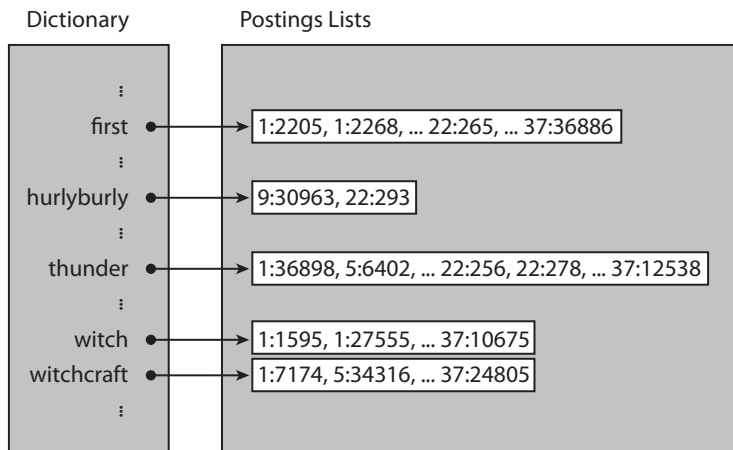 Dictionary Postings Lists
⋮
first 1:2205, 1:2268, ... 22:265, ... 37:36886
⋮
hurlyburly 9:30963, 22:293
⋮
thunder 1:36898, 5:6402, ... 22:256, 22:278, ... 37:12538
⋮
witch 1:1595, 1:27555, ... 37:10675
witchcraft 1:7174, 5:34316, ... 37:24805
⋮